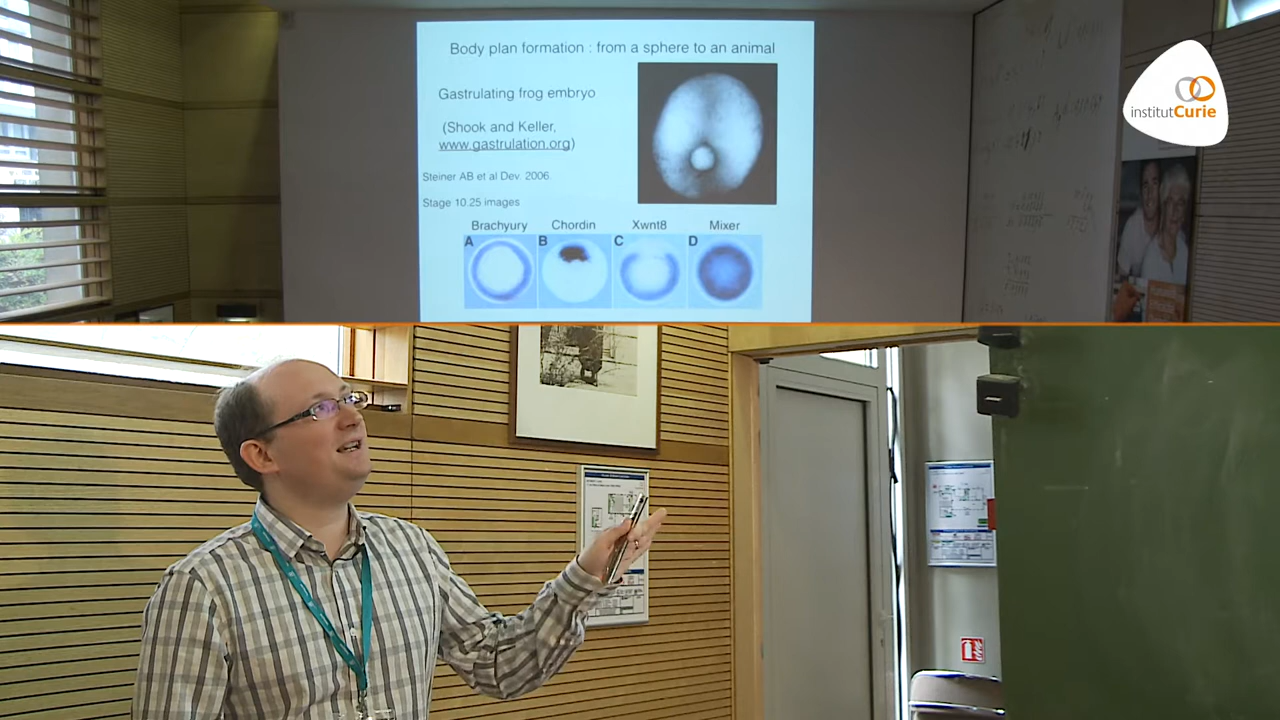 Body plan formation : from a sphere to an animal
Gastrulating frog embryo
(Shook and Keller,
www.gastrulation.org)
Steiner AB et al Dev. 2006.
Stage 10.25 images
Brachyury Chordin Xwnt8 Mixer
A B C D
institutCurie